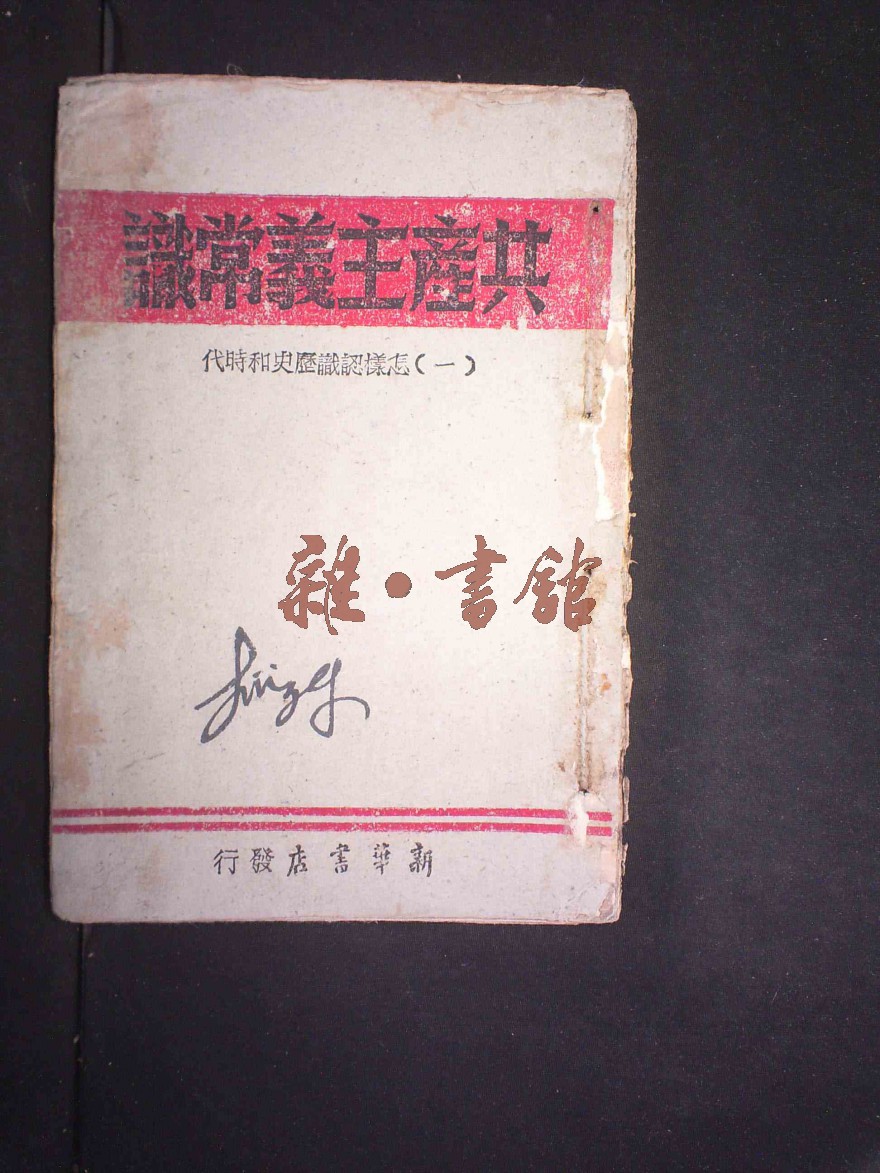 共產主義常識
(一)怎樣認識歷史和時代
雜·書館
新華書店發行